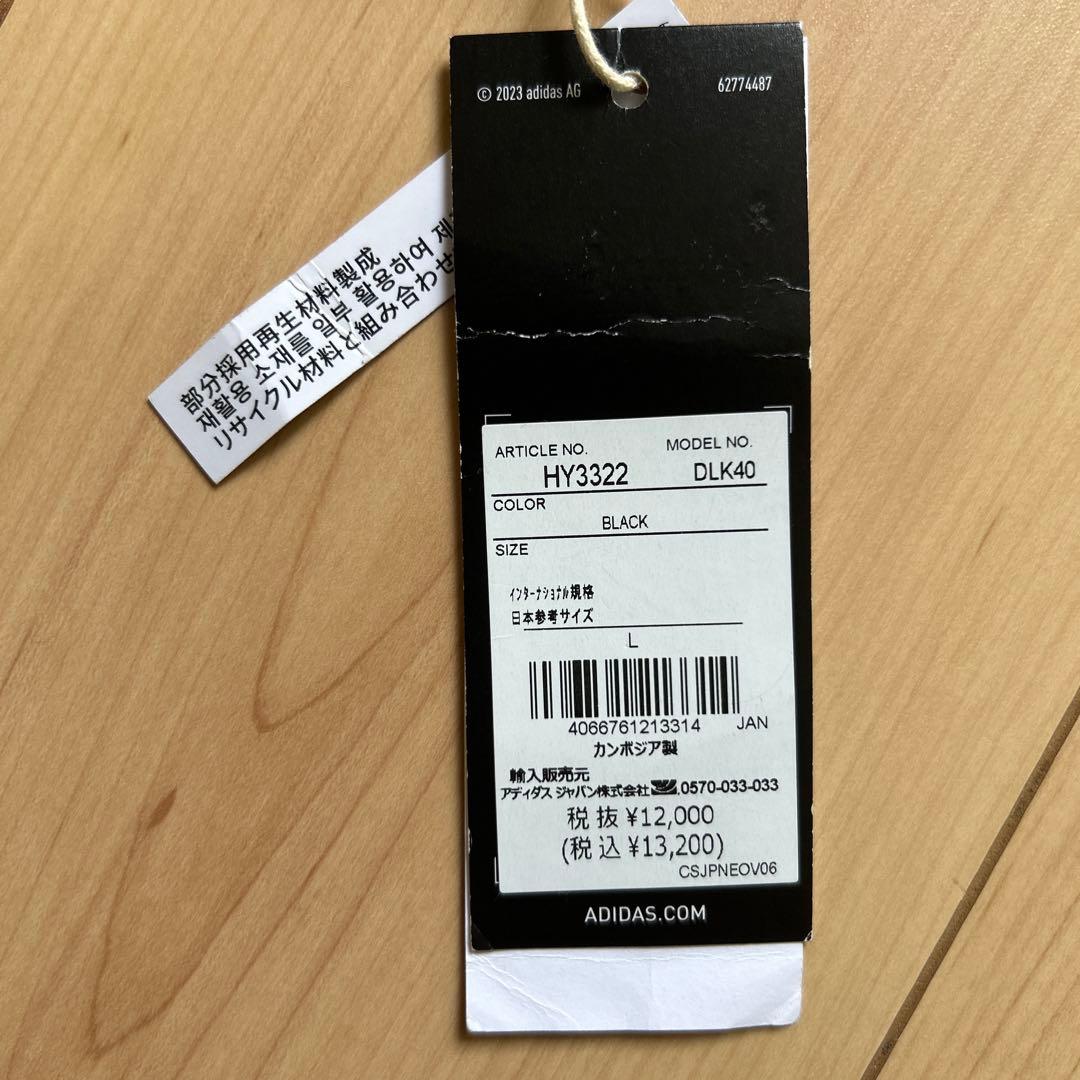 © 2023 adidas AG
62774487
部分採用再生材料製成
재활용 소재를 일부 활용하여
リサイクル材料と組み合わせ
ARTICLE NO.
MODEL NO.
HY3322
DLK40
COLOR
BLACK
SIZE
インターナショナル規格
日本参考サイズ
L
4066761213314
JAN
カンボジア製
輸入販売元
アディダス ジャパン株式会社 0570-033-033
税抜 ¥12,000
(税込 ¥13,200)
CSJPNEOV06
ADIDAS.COM